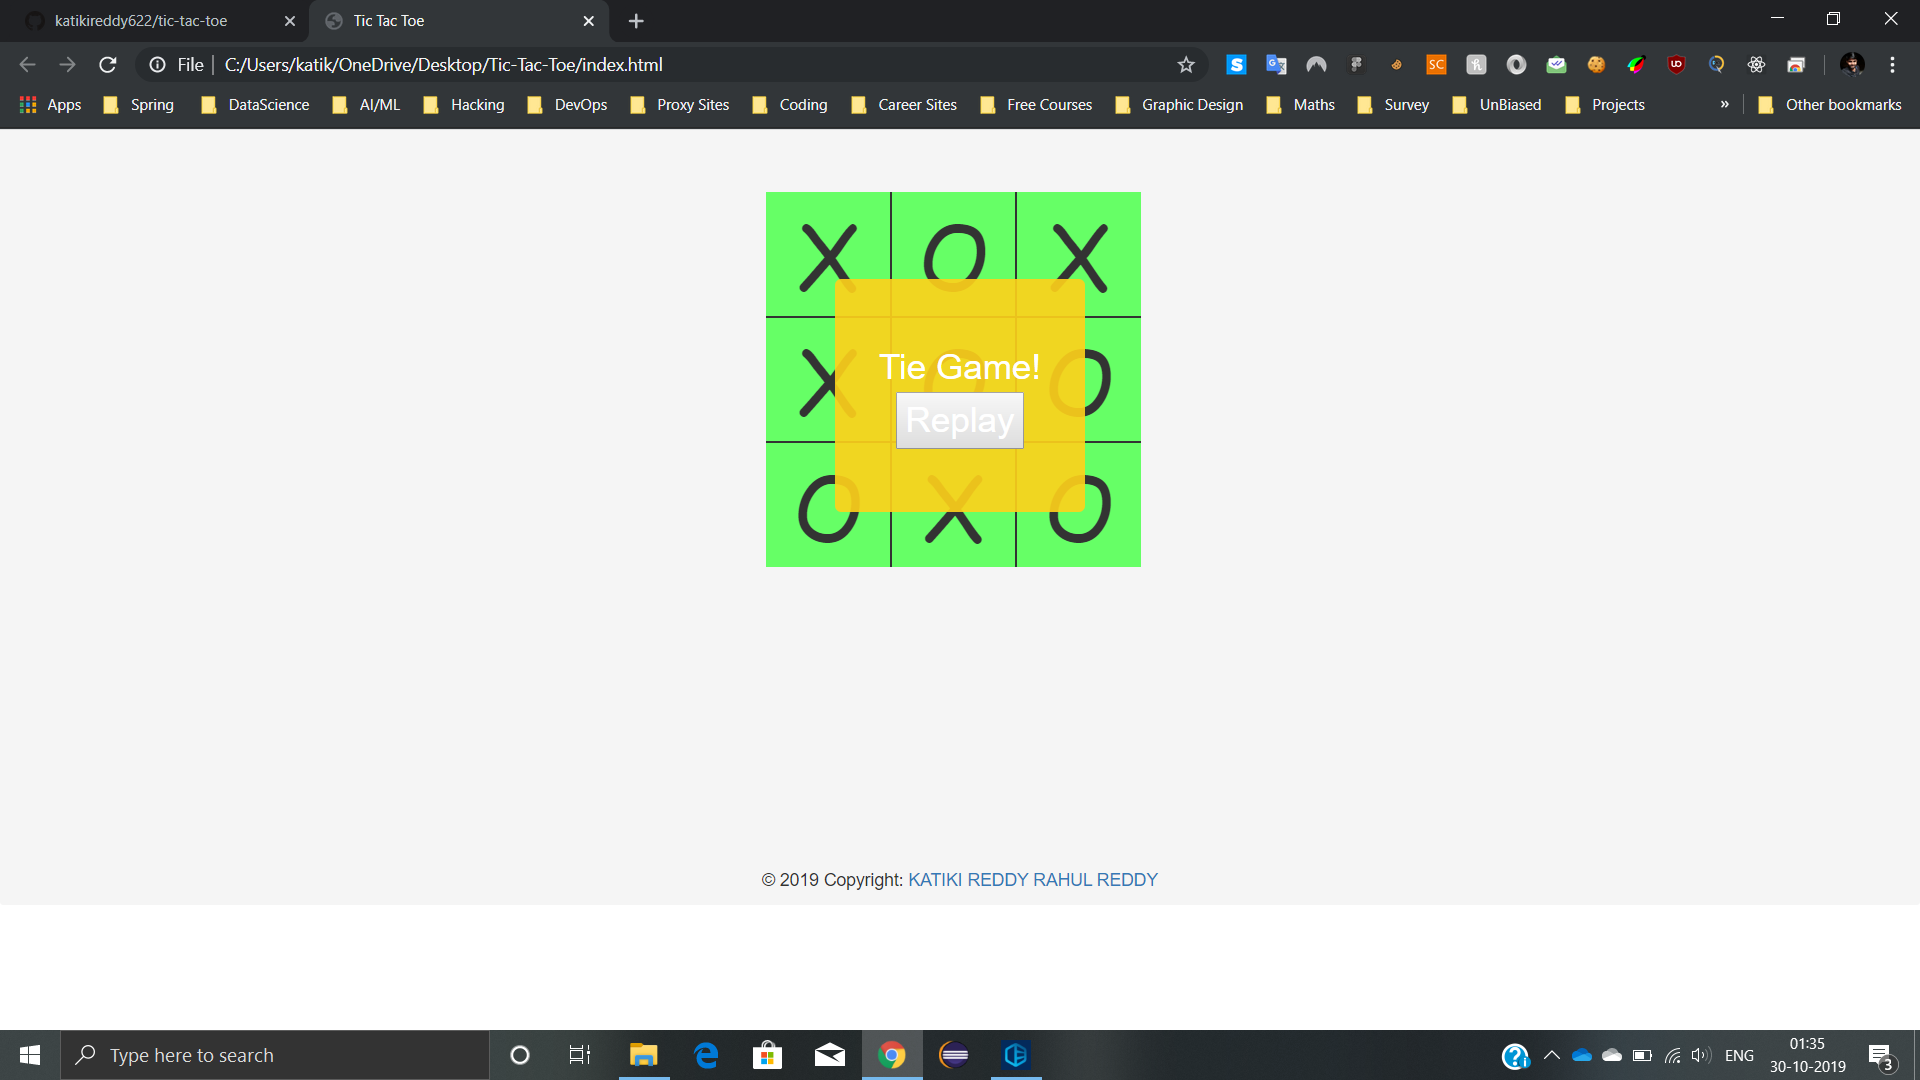 katikireddy622/tic-tac-toe
Tic Tac Toe
File C:/Users/katik/OneDrive/Desktop/Tic-Tac-Toe/index.html
Apps Spring DataScience AI/ML Hacking DevOps Proxy Sites Coding Career Sites Free Courses Graphic Design Maths Survey UnBiased Projects » Other bookmarks
X O X
X O O
O X O
Tie Game!
Replay
© 2019 Copyright: KATIKI REDDY RAHUL REDDY
Type here to search
ENG
01:35
30-10-2019
3